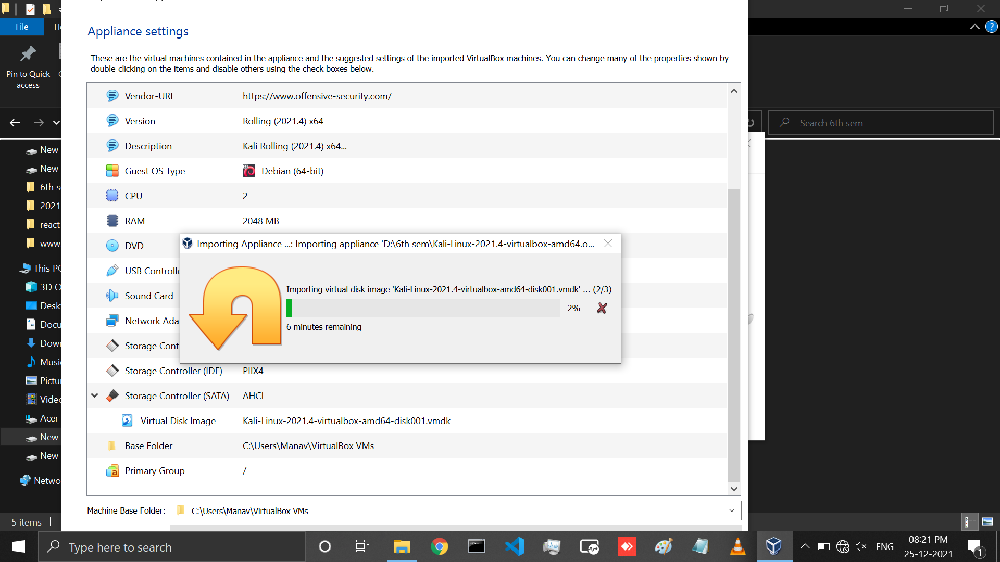 File
Appliance settings
These are the virtual machines contained in the appliance and the suggested settings of the imported VirtualBox machines. You can change many of the properties shown by
double-clicking on the items and disable others using the check boxes below.
Pin to Quick
access
Vendor-URL https://www.offensive-security.com/
Version Rolling (2021.4) x64
Search 6th sem
Description Kali Rolling (2021.4) x64...
New
New
Guest OS Type Debian (64-bit)
6th s
CPU 2
2021
RAM 2048 MB
react-
DVD
www.
Importing Appliance ...: Importing appliance 'D:\6th sem\Kali-Linux-2021.4-virtualbox-amd64.o...
USB Controlle
This PC
3D O
Importing virtual disk image 'Kali-Linux-2021.4-virtualbox-amd64-disk001.vmdk' ... (2/3)
2%
6 minutes remaining
Sound Card
Deskt
Network Ada
Docu
Storage Cont
Down
Storage Controller (IDE) PIIX4
Music
Pictur
Storage Controller (SATA) AHCI
Video
Virtual Disk Image Kali-Linux-2021.4-virtualbox-amd64-disk001.vmdk
Acer
Base Folder C:\Users\Manav\VirtualBox VMs
New
New
Primary Group /
Netwo
Machine Base Folder: C:\Users\Manav\VirtualBox VMs
5 items
Type here to search
ENG
08:21 PM
25-12-2021
1